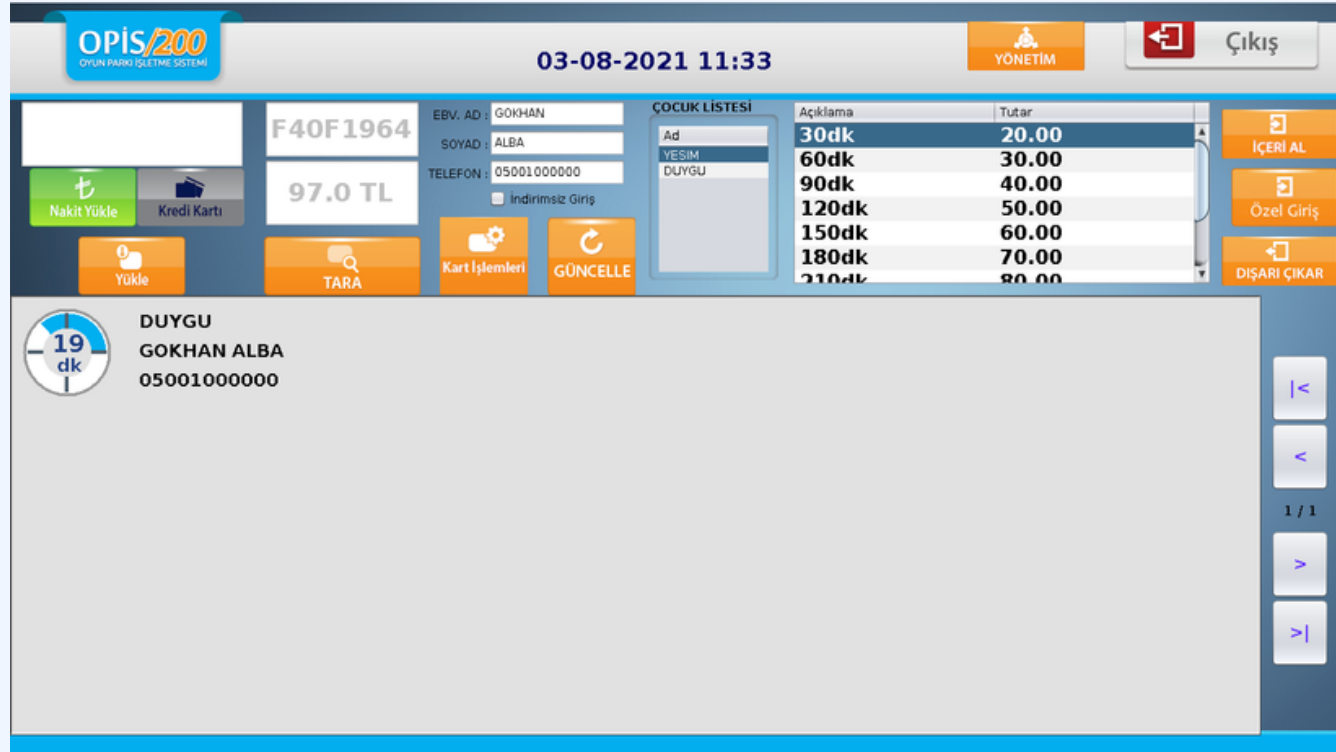 OPİS/200
OYUN PARKI İŞLETME SİSTEMİ
03-08-2021 11:33
YÖNETİM
Çıkış
F40F1964
97.0 TL
Nakit Yükle
Kredi Kartı
Yükle
TARA
EBV. AD : GOKHAN
SOYAD : ALBA
TELEFON : 05001000000
İndirimsiz Giriş
Kart İşlemleri
GÜNCELLE
ÇOCUK LİSTESİ
Ad
YESIM
DUYGU
Açıklama Tutar
30dk 20.00
60dk 30.00
90dk 40.00
120dk 50.00
150dk 60.00
180dk 70.00
210dk 80.00
İÇERİ AL
Özel Giriş
DIŞARI ÇIKAR
19
dk
DUYGU
GOKHAN ALBA
05001000000
|<
<
1 / 1
>
>|